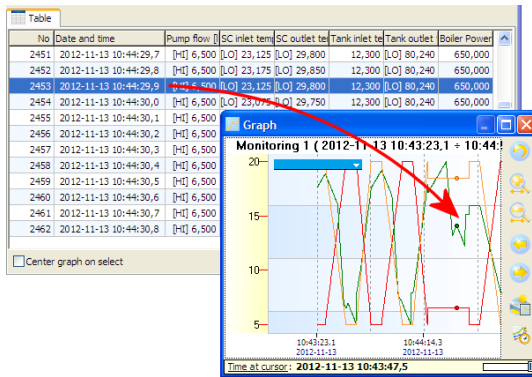 Table
No Date and time Pump flow [ SC inlet tem SC outlet ter Tank inlet te Tank outlet Boiler Power
2451 2012-11-13 10:44:29,7 [HI] 6,500 [LO] 23,125 [LO] 29,800 12,300 [LO] 80,240 650,000
2452 2012-11-13 10:44:29,8 [HI] 6,500 [LO] 23,175 [LO] 29,850 12,300 [LO] 80,240 650,000
2453 2012-11-13 10:44:29,9 [HI] 6,500 [LO] 23,125 [LO] 29,800 12,300 [LO] 80,240 650,000
2454 2012-11-13 10:44:30,0 [HI] 6,500 [LO] 23,075 [LO] 29,750 12,300 [LO] 80,240 650,000
2455 2012-11-13 10:44:30,1 [HI] 6,500
2456 2012-11-13 10:44:30,2 [HI] 6,500
2457 2012-11-13 10:44:30,3 [HI] 6,500
2458 2012-11-13 10:44:30,4 [HI] 6,500
2459 2012-11-13 10:44:30,5 [HI] 6,500
2460 2012-11-13 10:44:30,6 [HI] 6,500
2461 2012-11-13 10:44:30,7 [HI] 6,500
2462 2012-11-13 10:44:30,8 [HI] 6,500
Center graph on select
Graph
Monitoring 1 ( 2012-11-13 10:43:23,1 ÷ 10:44:
20
15
10
5
10:43:23,1 10:44:14,3
2012-11-13 2012-11-13
Time at cursor: 2012-11-13 10:43:47,5